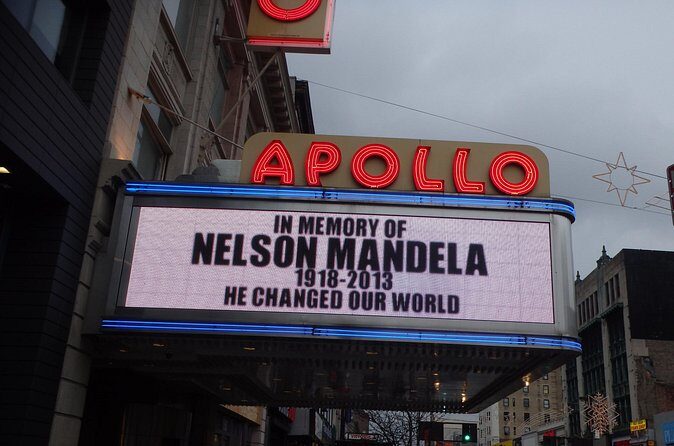 APOLLO
IN MEMORY OF
NELSON MANDELA
1918-2013
HE CHANGED OUR WORLD